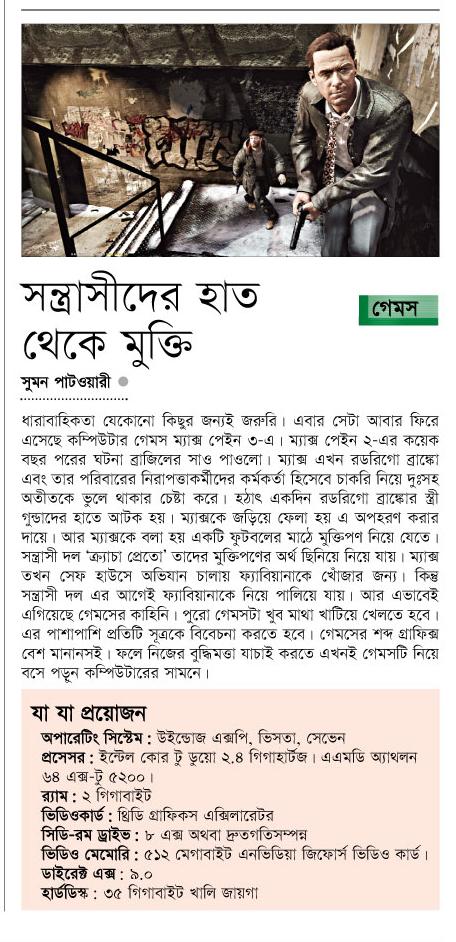 সন্ত্রাসীদের হাত
থেকে মুক্তি
গেমস
সুমন পাটওয়ারী
ধারাবাহিকতা যেকোনো কিছুর জন্যই জরুরি। এবার সেটা আবার ফিরে
এসেছে কম্পিউটার গেমস ম্যাক্স পেইন ৩-এ। ম্যাক্স পেইন ২-এর কয়েক
বছর পরের ঘটনা ব্রাজিলের সাও পাওলো। ম্যাক্স এখন রডরিগো ব্রাঙ্কো
এবং তার পরিবারের নিরাপত্তাকর্মীদের কর্মকর্তা হিসেবে চাকরি নিয়ে দুঃসহ
অতীতকে ভুলে থাকার চেষ্টা করে। হঠাৎ একদিন রডরিগো ব্রাঙ্কোর স্ত্রী
গুন্ডাদের হাতে আটক হয়। ম্যাক্সকে জড়িয়ে ফেলা হয় এ অপহরণ করার
দায়ে। আর ম্যাক্সকে বলা হয় একটি ফুটবলের মাঠে মুক্তিপণ নিয়ে যেতে।
সন্ত্রাসী দল ‘ক্র্যাচা প্রেতো’ তাদের মুক্তিপণের অর্থ ছিনিয়ে নিয়ে যায়। ম্যাক্স
তখন সেফ হাউসে অভিযান চালায় ফ্যাবিয়ানাকে খোঁজার জন্য। কিন্তু
সন্ত্রাসী দল এর আগেই ফ্যাবিয়ানাকে নিয়ে পালিয়ে যায়। আর এভাবেই
এগিয়েছে গেমসের কাহিনি। পুরো গেমসটা খুব মাথা খাটিয়ে খেলতে হবে।
এর পাশাপাশি প্রতিটি সূত্রকে বিবেচনা করতে হবে। গেমসের শব্দ গ্রাফিক্স
বেশ মানানসই। ফলে নিজের বুদ্ধিমত্তা যাচাই করতে এখনই গেমসটি নিয়ে
বসে পড়ুন কম্পিউটারের সামনে।
যা যা প্রয়োজন
অপারেটিং সিস্টেম : উইন্ডোজ এক্সপি, ভিসতা, সেভেন
প্রসেসর : ইন্টেল কোর টু ডুয়ো ২.৪ গিগাহার্টজ। এএমডি অ্যাথলন
৬৪ এক্স-টু ৫২০০।
র‍্যাম : ২ গিগাবাইট
ভিডিওকার্ড : থ্রিডি গ্রাফিকস এক্সিলারেটর
সিডি-রম ড্রাইভ : ৮ এক্স অথবা দ্রুতগতিসম্পন্ন
ভিডিও মেমোরি : ৫১২ মেগাবাইট এনভিডিয়া জিফোর্স ভিডিও কার্ড।
ডাইরেক্ট এক্স : ৯.০
হার্ডডিস্ক : ৩৫ গিগাবাইট খালি জায়গা